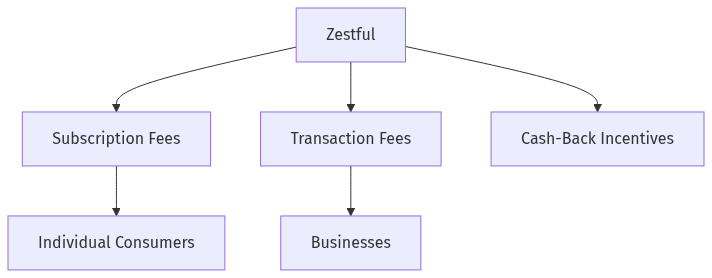 Zestful
Subscription Fees
Transaction Fees
Cash-Back Incentives
Individual Consumers
Businesses